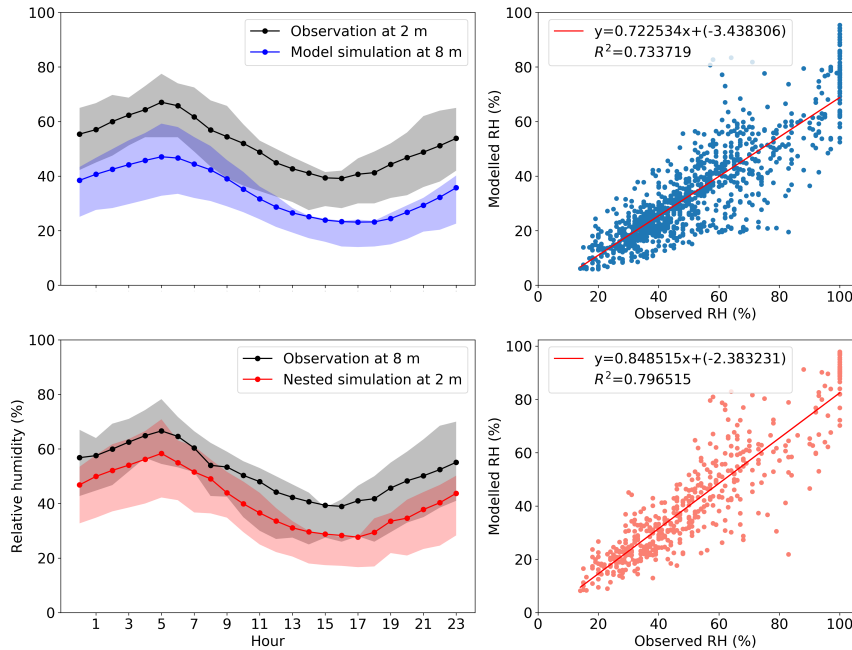 100
80
60
40
20
0
Observation at 2 m
Model simulation at 8 m
Modelled RH (%)
100
80
60
40
20
0
y=0.722534x+(-3.438306)
R²=0.733719
0 20 40 60 80 100
Observed RH (%)
Relative humidity (%)
100
80
60
40
20
0
Observation at 8 m
Nested simulation at 2 m
1 3 5 7 9 11 13 15 17 19 21 23
Hour
Modelled RH (%)
100
80
60
40
20
0
y=0.848515x+(-2.383231)
R²=0.796515
0 20 40 60 80 100
Observed RH (%)